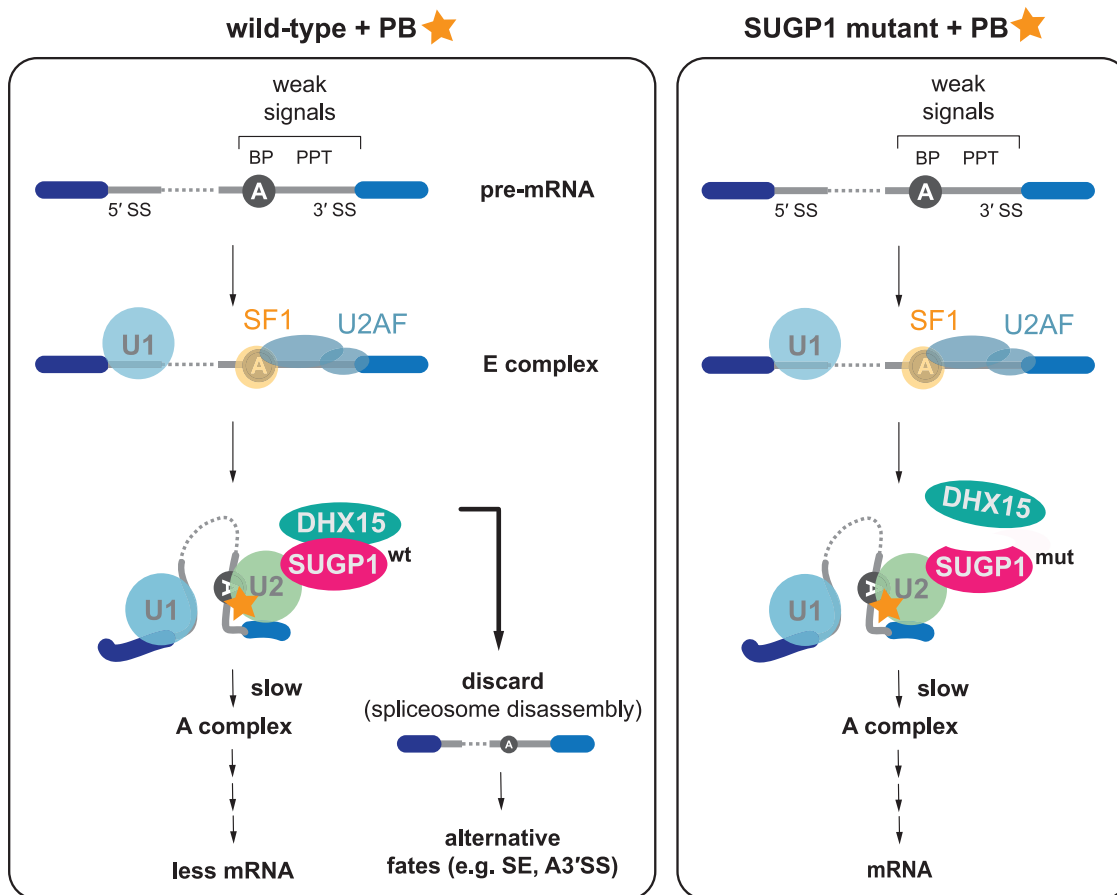 wild-type + PB
weak
signals
BP PPT
A
5′ SS
3′ SS
pre-mRNA
SF1
U2AF
U1
A
E complex
DHX15
SUGP1 wt
A
U2
U1
slow
A complex
less mRNA
discard
(spliceosome disassembly)
A
alternative
fates (e.g. SE, A3′SS)
SUGP1 mutant + PB
weak
signals
BP PPT
A
5′ SS
3′ SS
SF1
U2AF
U1
A
DHX15
SUGP1 mut
A
U2
U1
slow
A complex
mRNA